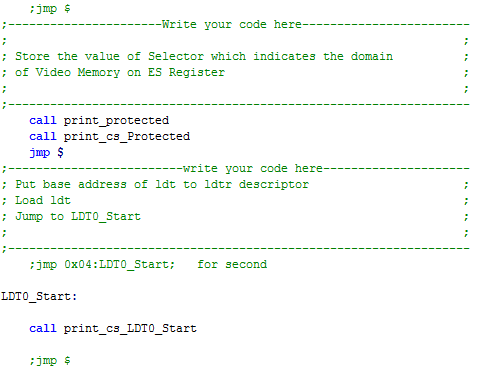 ;jmp $
;---------------------Write your code here-----------------------
; ;
; Store the value of Selector which indicates the domain ;
; of Video Memory on ES Register ;
; ;
;----------------------------------------------------------------
call print_protected
call print_cs_Protected
jmp $
;------------------------write your code here--------------------
; Put base address of ldt to ldtr descriptor ;
; Load ldt ;
; Jump to LDT0_Start ;
; ;
;----------------------------------------------------------------
;jmp 0x04:LDT0_Start; for second
LDT0_Start:
call print_cs_LDT0_Start
;jmp $